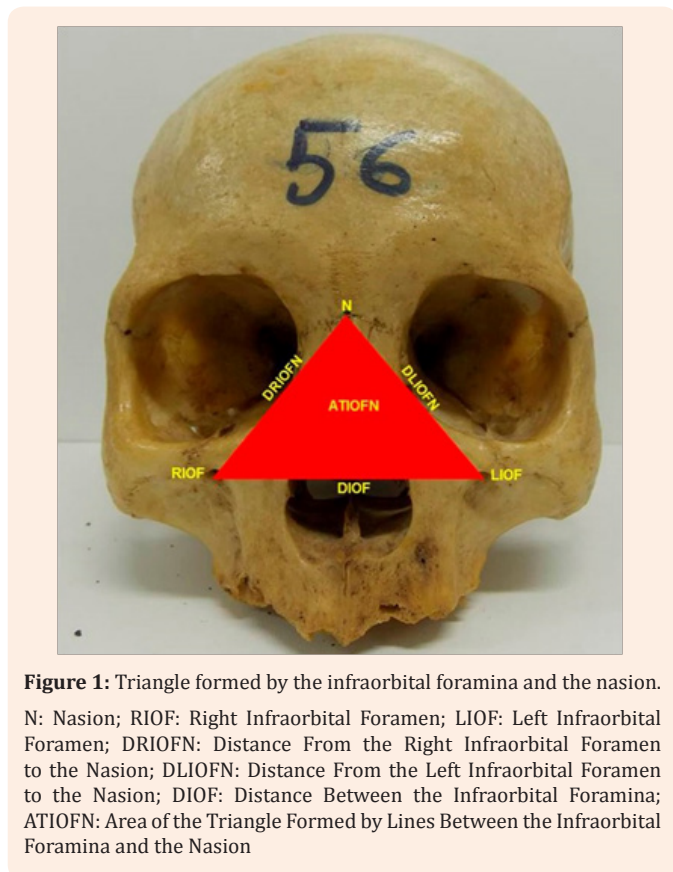 56
N
DRIOFN
DLIOFN
ATIOFN
RIOF
LIOF
DIOF
Figure 1: Triangle formed by the infraorbital foramina and the nasion.
N: Nasion; RIOF: Right Infraorbital Foramen; LIOF: Left Infraorbital
Foramen; DRIOFN: Distance From the Right Infraorbital Foramen
to the Nasion; DLIOFN: Distance From the Left Infraorbital Foramen
to the Nasion; DIOF: Distance Between the Infraorbital Foramina;
ATIOFN: Area of the Triangle Formed by Lines Between the Infraorbital
Foramina and the Nasion